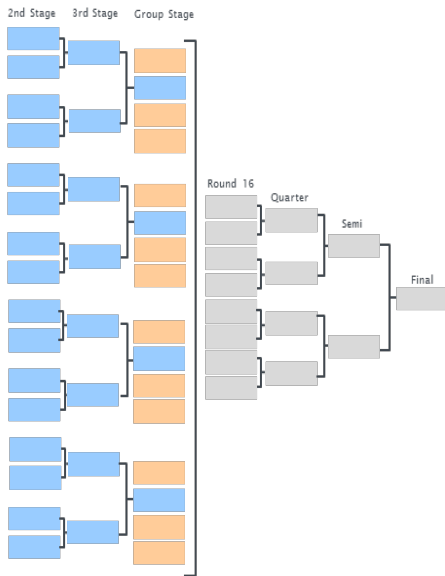 2nd Stage 3rd Stage Group Stage
Round 16
Quarter
Semi
Final